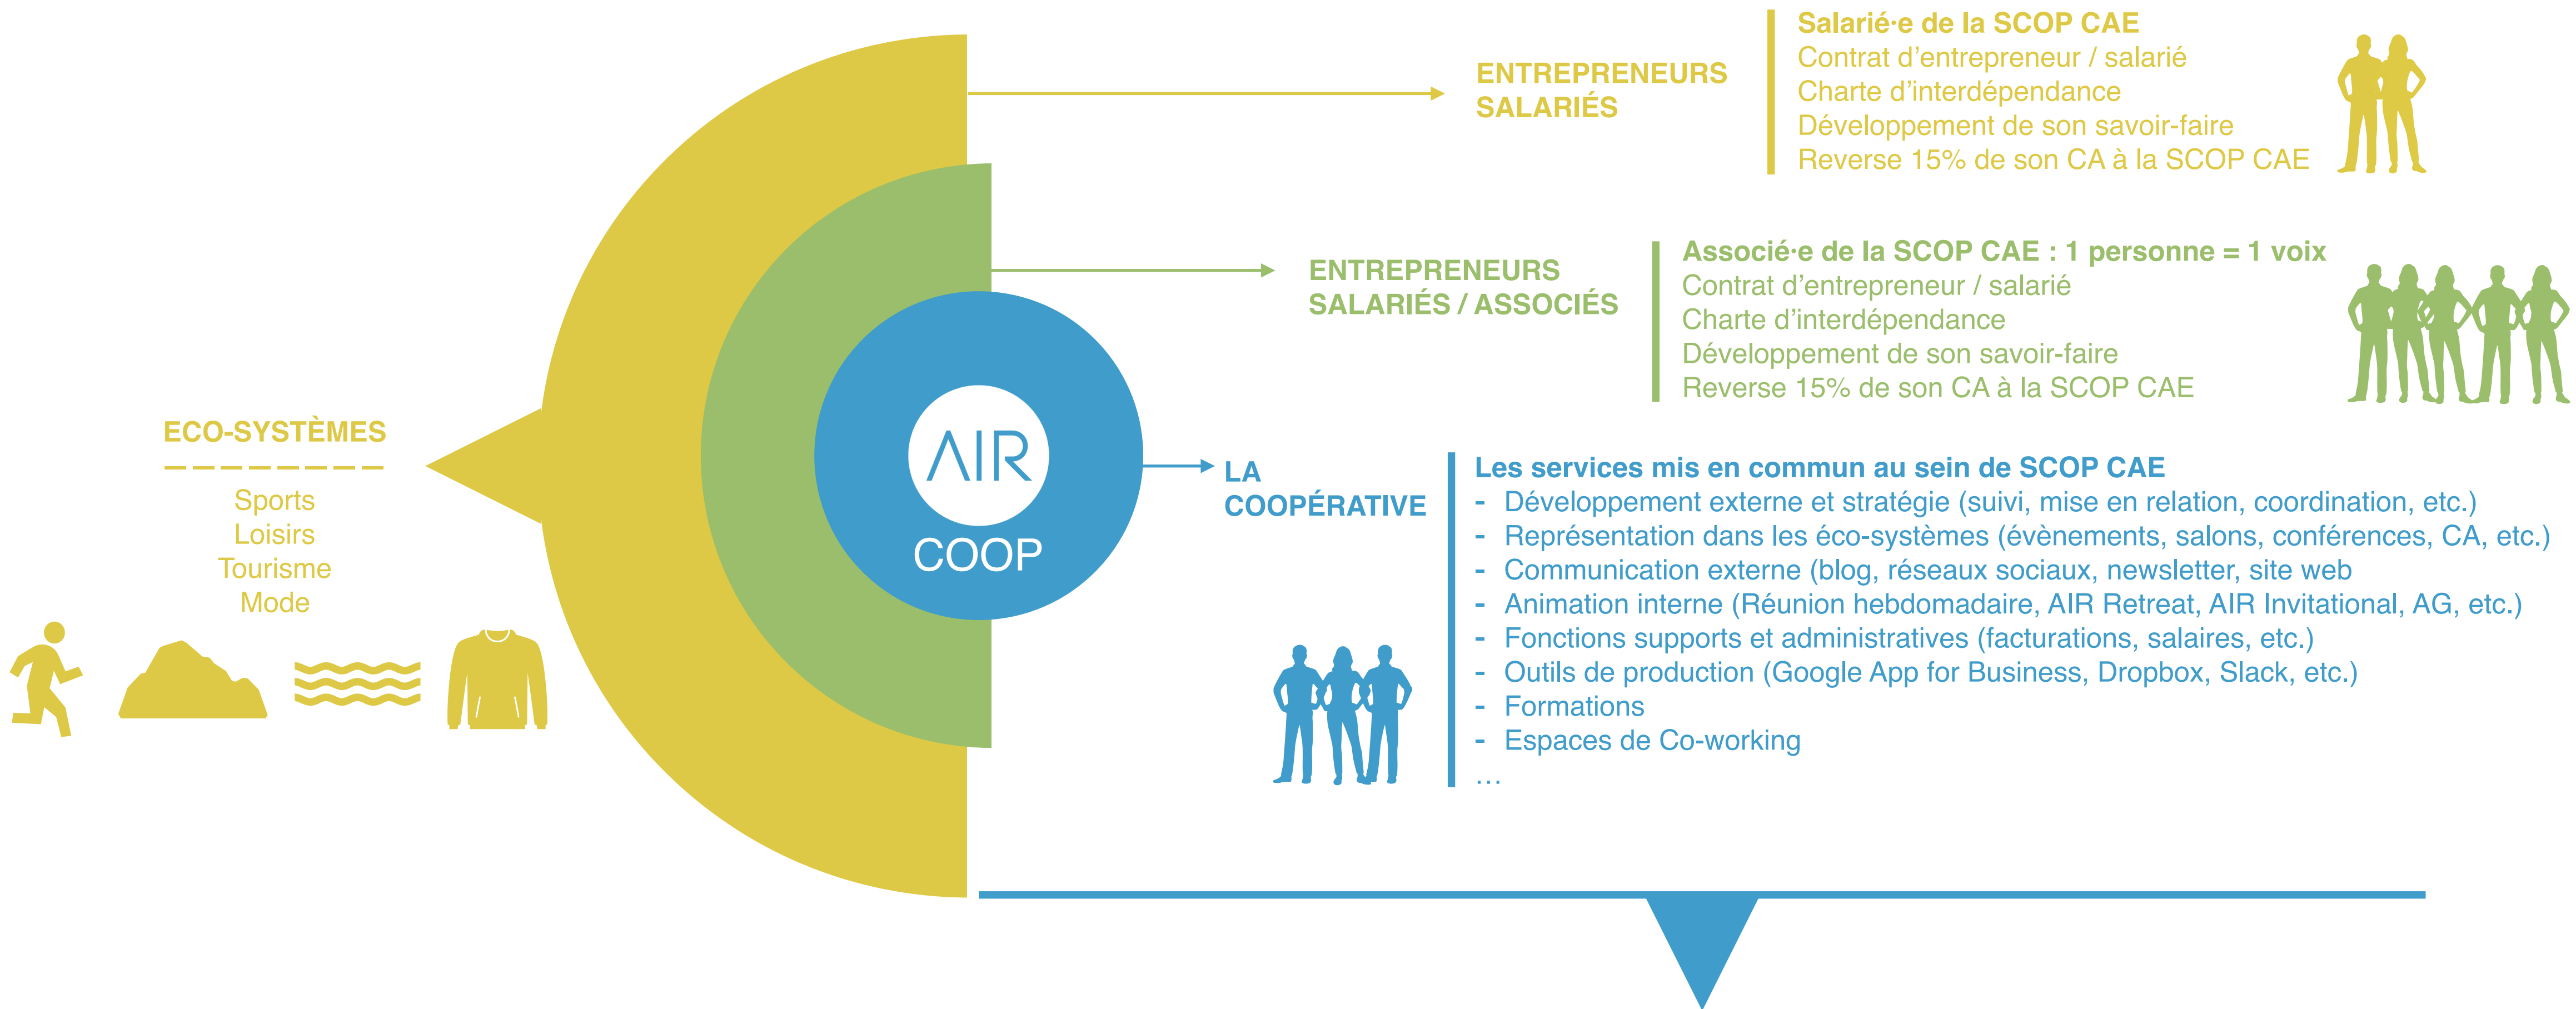 ECO-SYSTÈMES
Sports
Loisirs
Tourisme
Mode
AIR
COOP
ENTREPRENEURS
SALARIÉS
Salarié·e de la SCOP CAE
Contrat d’entrepreneur / salarié
Charte d’interdépendance
Développement de son savoir-faire
Reverse 15% de son CA à la SCOP CAE
ENTREPRENEURS
SALARIÉS / ASSOCIÉS
Associé·e de la SCOP CAE : 1 personne = 1 voix
Contrat d’entrepreneur / salarié
Charte d’interdépendance
Développement de son savoir-faire
Reverse 15% de son CA à la SCOP CAE
LA
COOPÉRATIVE
Les services mis en commun au sein de SCOP CAE
- Développement externe et stratégie (suivi, mise en relation, coordination, etc.)
- Représentation dans les éco-systèmes (évènements, salons, conférences, CA, etc.)
- Communication externe (blog, réseaux sociaux, newsletter, site web
- Animation interne (Réunion hebdomadaire, AIR Retreat, AIR Invitational, AG, etc.)
- Fonctions supports et administratives (facturations, salaires, etc.)
- Outils de production (Google App for Business, Dropbox, Slack, etc.)
- Formations
- Espaces de Co-working
…